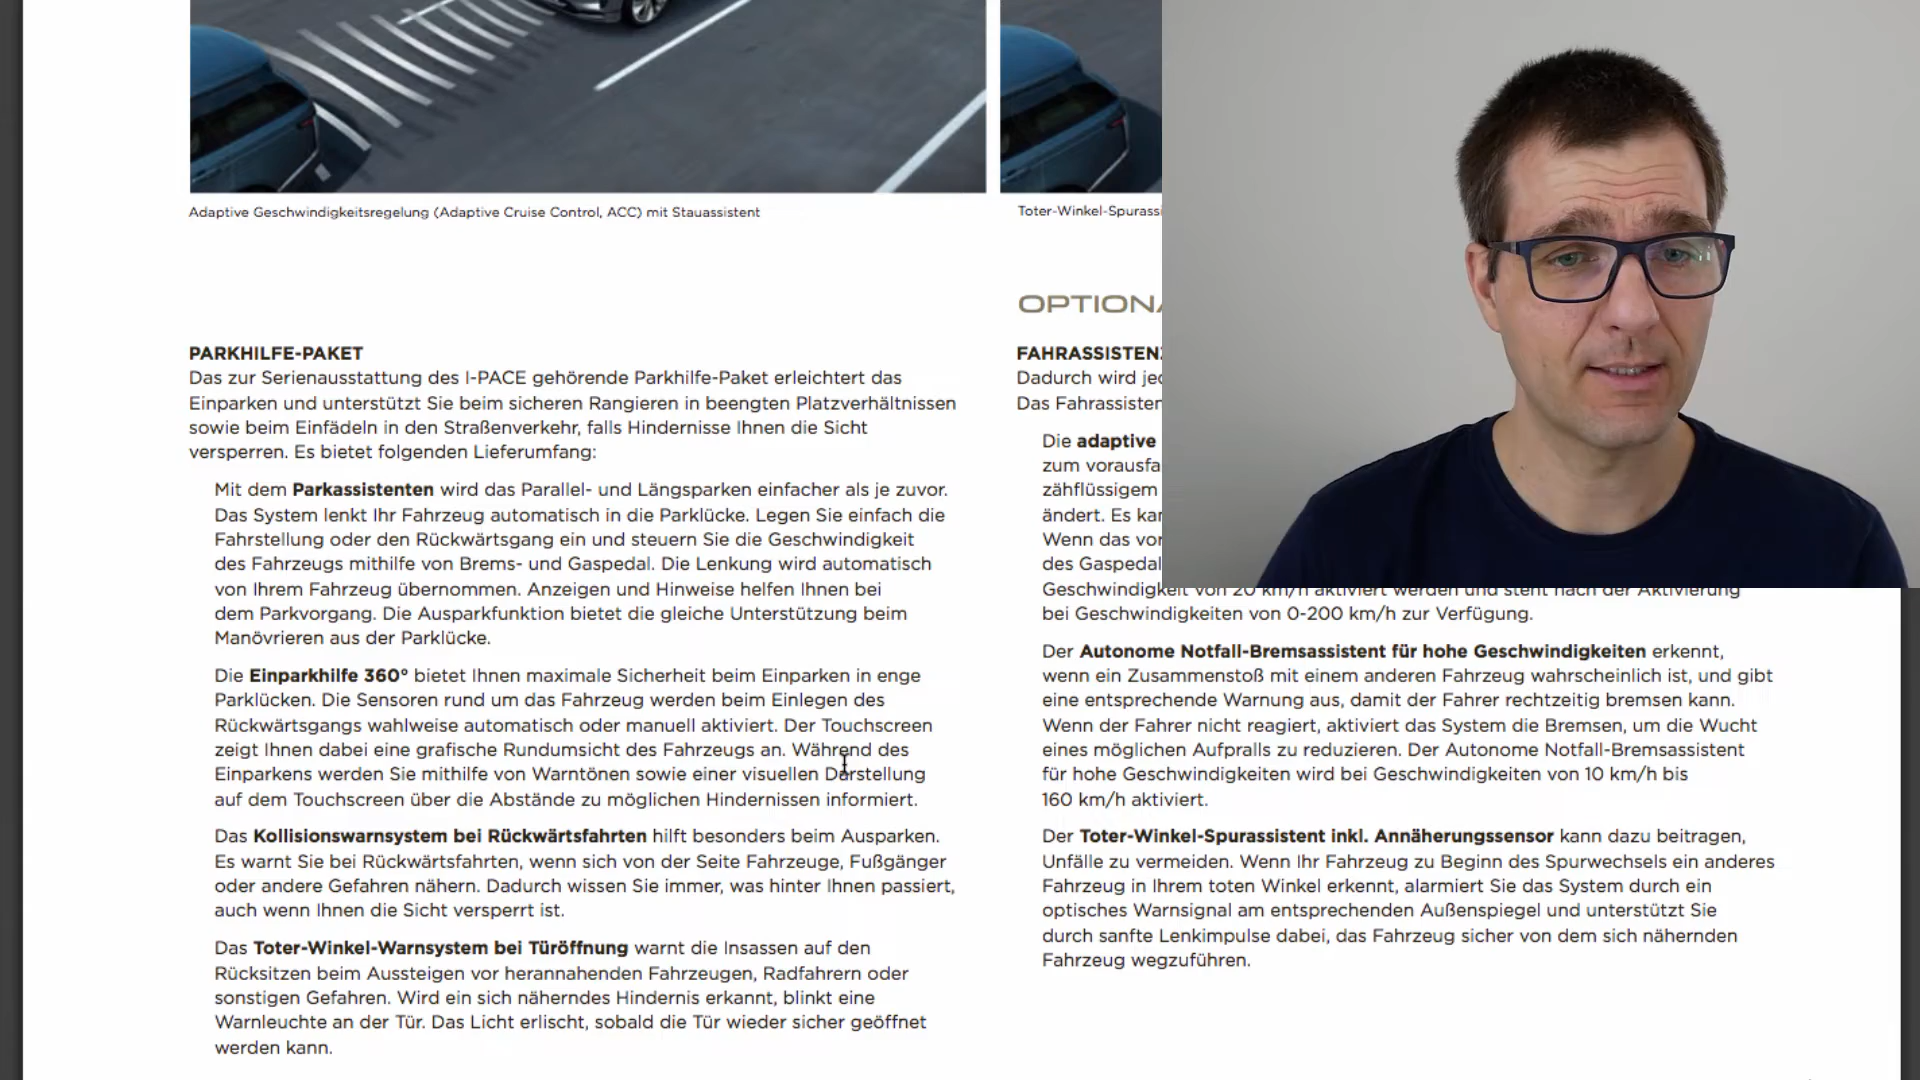 Adaptive Geschwindigkeitsregelung (Adaptive Cruise Control, ACC) mit Stauassistent
PARKHILFE-PAKET
Das zur Serienausstattung des I-PACE gehörende Parkhilfe-Paket erleichtert das
Einparken und unterstützt Sie beim sicheren Rangieren in beengten Platzverhältnissen
sowie beim Einfädeln in den Straßenverkehr, falls Hindernisse Ihnen die Sicht
versperren. Es bietet folgenden Lieferumfang:
Mit dem Parkassistenten wird das Parallel- und Längsparken einfacher als je zuvor.
Das System lenkt Ihr Fahrzeug automatisch in die Parklücke. Legen Sie einfach die
Fahrstellung oder den Rückwärtsgang ein und steuern Sie die Geschwindigkeit
des Fahrzeugs mithilfe von Brems- und Gaspedal. Die Lenkung wird automatisch
von Ihrem Fahrzeug übernommen. Anzeigen und Hinweise helfen Ihnen bei
dem Parkvorgang. Die Ausparkfunktion bietet die gleiche Unterstützung beim
Manövrieren aus der Parklücke.
Die Einparkhilfe 360° bietet Ihnen maximale Sicherheit beim Einparken in enge
Parklücken. Die Sensoren rund um das Fahrzeug werden beim Einlegen des
Rückwärtsgangs wahlweise automatisch oder manuell aktiviert. Der Touchscreen
zeigt Ihnen dabei eine grafische Rundumsicht des Fahrzeugs an. Während des
Einparkens werden Sie mithilfe von Warntönen sowie einer visuellen Darstellung
auf dem Touchscreen über die Abstände zu möglichen Hindernissen informiert.
Das Kollisionswarnsystem bei Rückwärtsfahrten hilft besonders beim Ausparken.
Es warnt Sie bei Rückwärtsfahrten, wenn sich von der Seite Fahrzeuge, Fußgänger
oder andere Gefahren nähern. Dadurch wissen Sie immer, was hinter Ihnen passiert,
auch wenn Ihnen die Sicht versperrt ist.
Das Toter-Winkel-Warnsystem bei Türöffnung warnt die Insassen auf den
Rücksitzen beim Aussteigen vor herannahenden Fahrzeugen, Radfahrern oder
sonstigen Gefahren. Wird ein sich näherndes Hindernis erkannt, blinkt eine
Warnleuchte an der Tür. Das Licht erlischt, sobald die Tür wieder sicher geöffnet
werden kann.
Toter-Winkel-Spurassi
OPTIONA
FAHRASSISTENZ
Dadurch wird jed
Das Fahrassisten
Die adaptive
zum vorausfa
zähflüssigem
ändert. Es kan
Wenn das vor
des Gaspedal
Geschwindigkeit von 20 km/h aktiviert werden und steht nach der Aktivierung
bei Geschwindigkeiten von 0-200 km/h zur Verfügung.
Der Autonome Notfall-Bremsassistent für hohe Geschwindigkeiten erkennt,
wenn ein Zusammenstoß mit einem anderen Fahrzeug wahrscheinlich ist, und gibt
eine entsprechende Warnung aus, damit der Fahrer rechtzeitig bremsen kann.
Wenn der Fahrer nicht reagiert, aktiviert das System die Bremsen, um die Wucht
eines möglichen Aufpralls zu reduzieren. Der Autonome Notfall-Bremsassistent
für hohe Geschwindigkeiten wird bei Geschwindigkeiten von 10 km/h bis
160 km/h aktiviert.
Der Toter-Winkel-Spurassistent inkl. Annäherungssensor kann dazu beitragen,
Unfälle zu vermeiden. Wenn Ihr Fahrzeug zu Beginn des Spurwechsels ein anderes
Fahrzeug in Ihrem toten Winkel erkennt, alarmiert Sie das System durch ein
optisches Warnsignal am entsprechenden Außenspiegel und unterstützt Sie
durch sanfte Lenkimpulse dabei, das Fahrzeug sicher von dem sich nähernden
Fahrzeug wegzuführen.